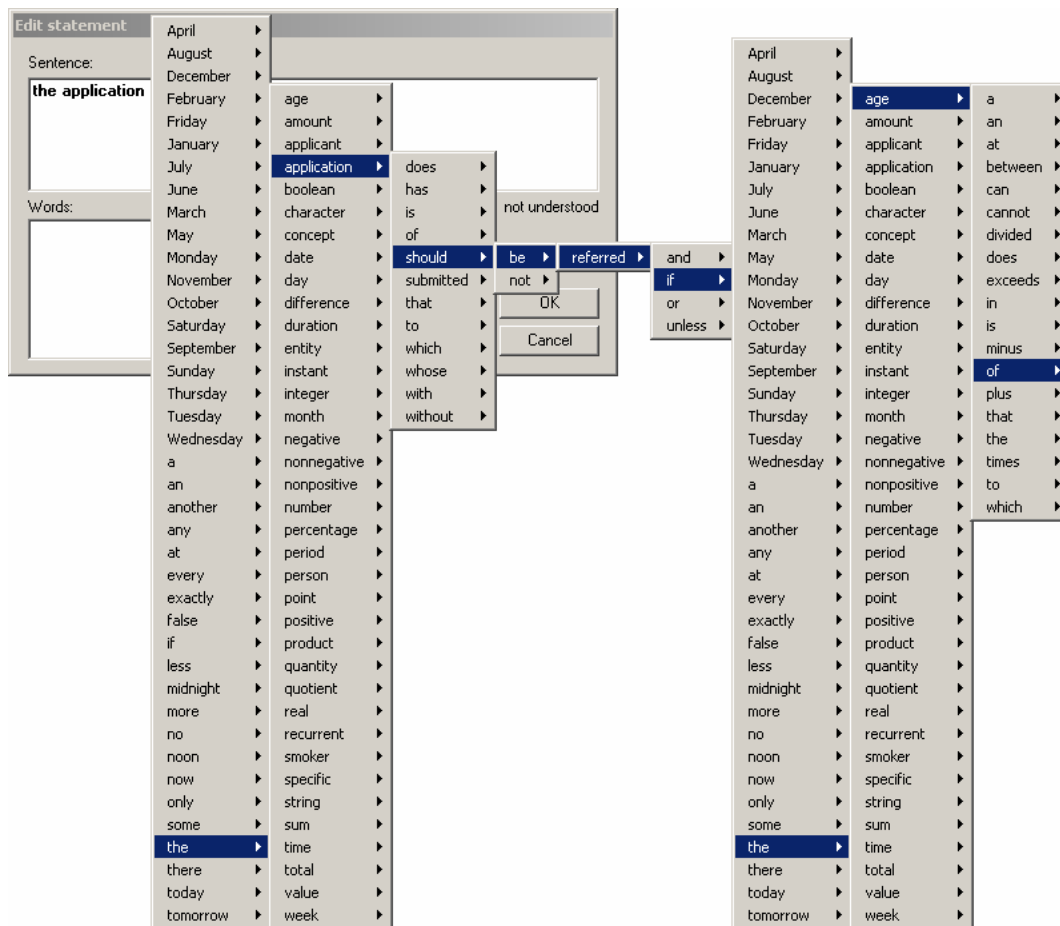 Edit statement
Sentence:
the application
Words:
not understood
OK
Cancel
April
August
December
February
Friday
January
July
June
March
May
Monday
November
October
Saturday
September
Sunday
Thursday
Tuesday
Wednesday
a
an
another
any
at
every
exactly
false
if
less
midnight
more
no
noon
now
only
some
the
there
today
tomorrow
age
amount
applicant
application
boolean
character
concept
date
day
difference
duration
entity
instant
integer
month
negative
nonnegative
nonpositive
number
percentage
period
person
point
positive
product
quantity
quotient
real
recurrent
smoker
specific
string
sum
time
total
value
week
does
has
is
of
should
submitted
that
to
which
whose
with
without
be
not
referred
and
if
or
unless
April
August
December
February
Friday
January
July
June
March
May
Monday
November
October
Saturday
September
Sunday
Thursday
Tuesday
Wednesday
a
an
another
any
at
every
exactly
false
if
less
midnight
more
no
noon
now
only
some
the
there
today
tomorrow
age
amount
applicant
application
boolean
character
concept
date
day
difference
duration
entity
instant
integer
month
negative
nonnegative
nonpositive
number
percentage
period
person
point
positive
product
quantity
quotient
real
recurrent
smoker
specific
string
sum
time
total
value
week
a
an
at
between
can
cannot
divided
does
exceeds
in
is
minus
of
plus
that
the
times
to
which